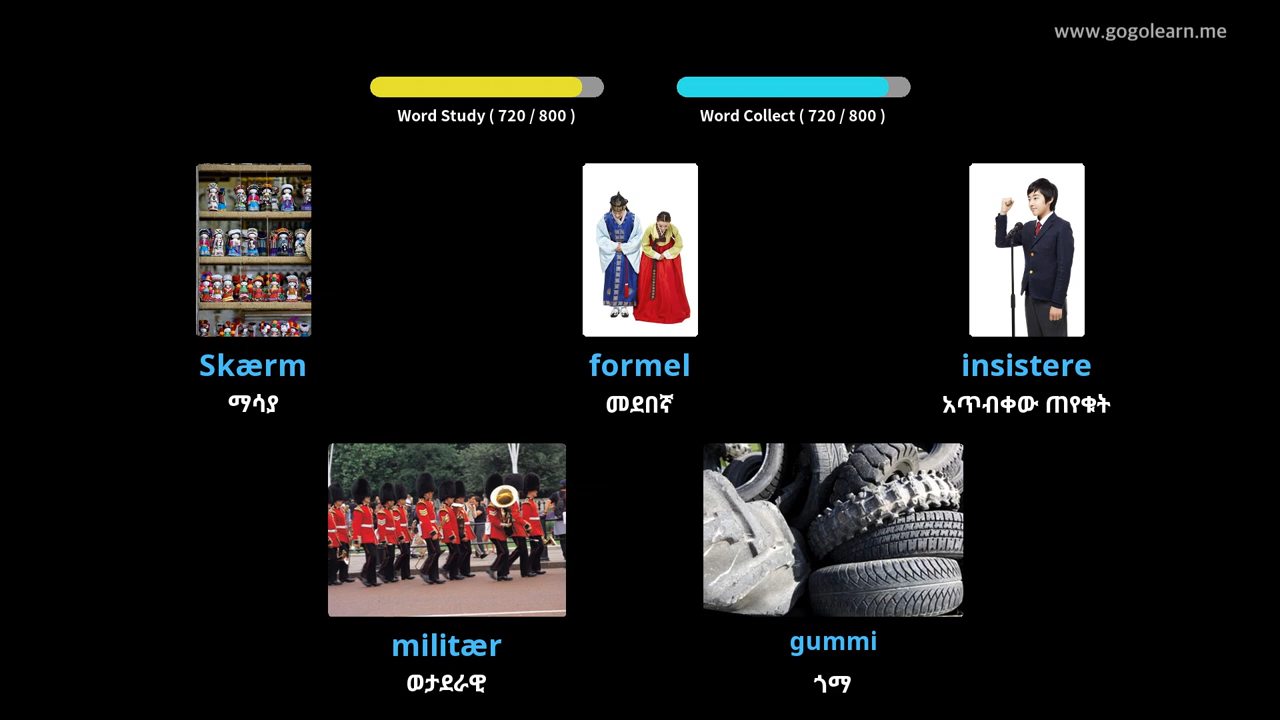 www.gogolearn.me
Word Study ( 720 / 800 )
Word Collect ( 720 / 800 )
Skærm
ማሳያ
formel
መደበኛ
insistere
አጥብቀው ጠየቁት
militær
ወታደራዊ
gummi
ጎማ